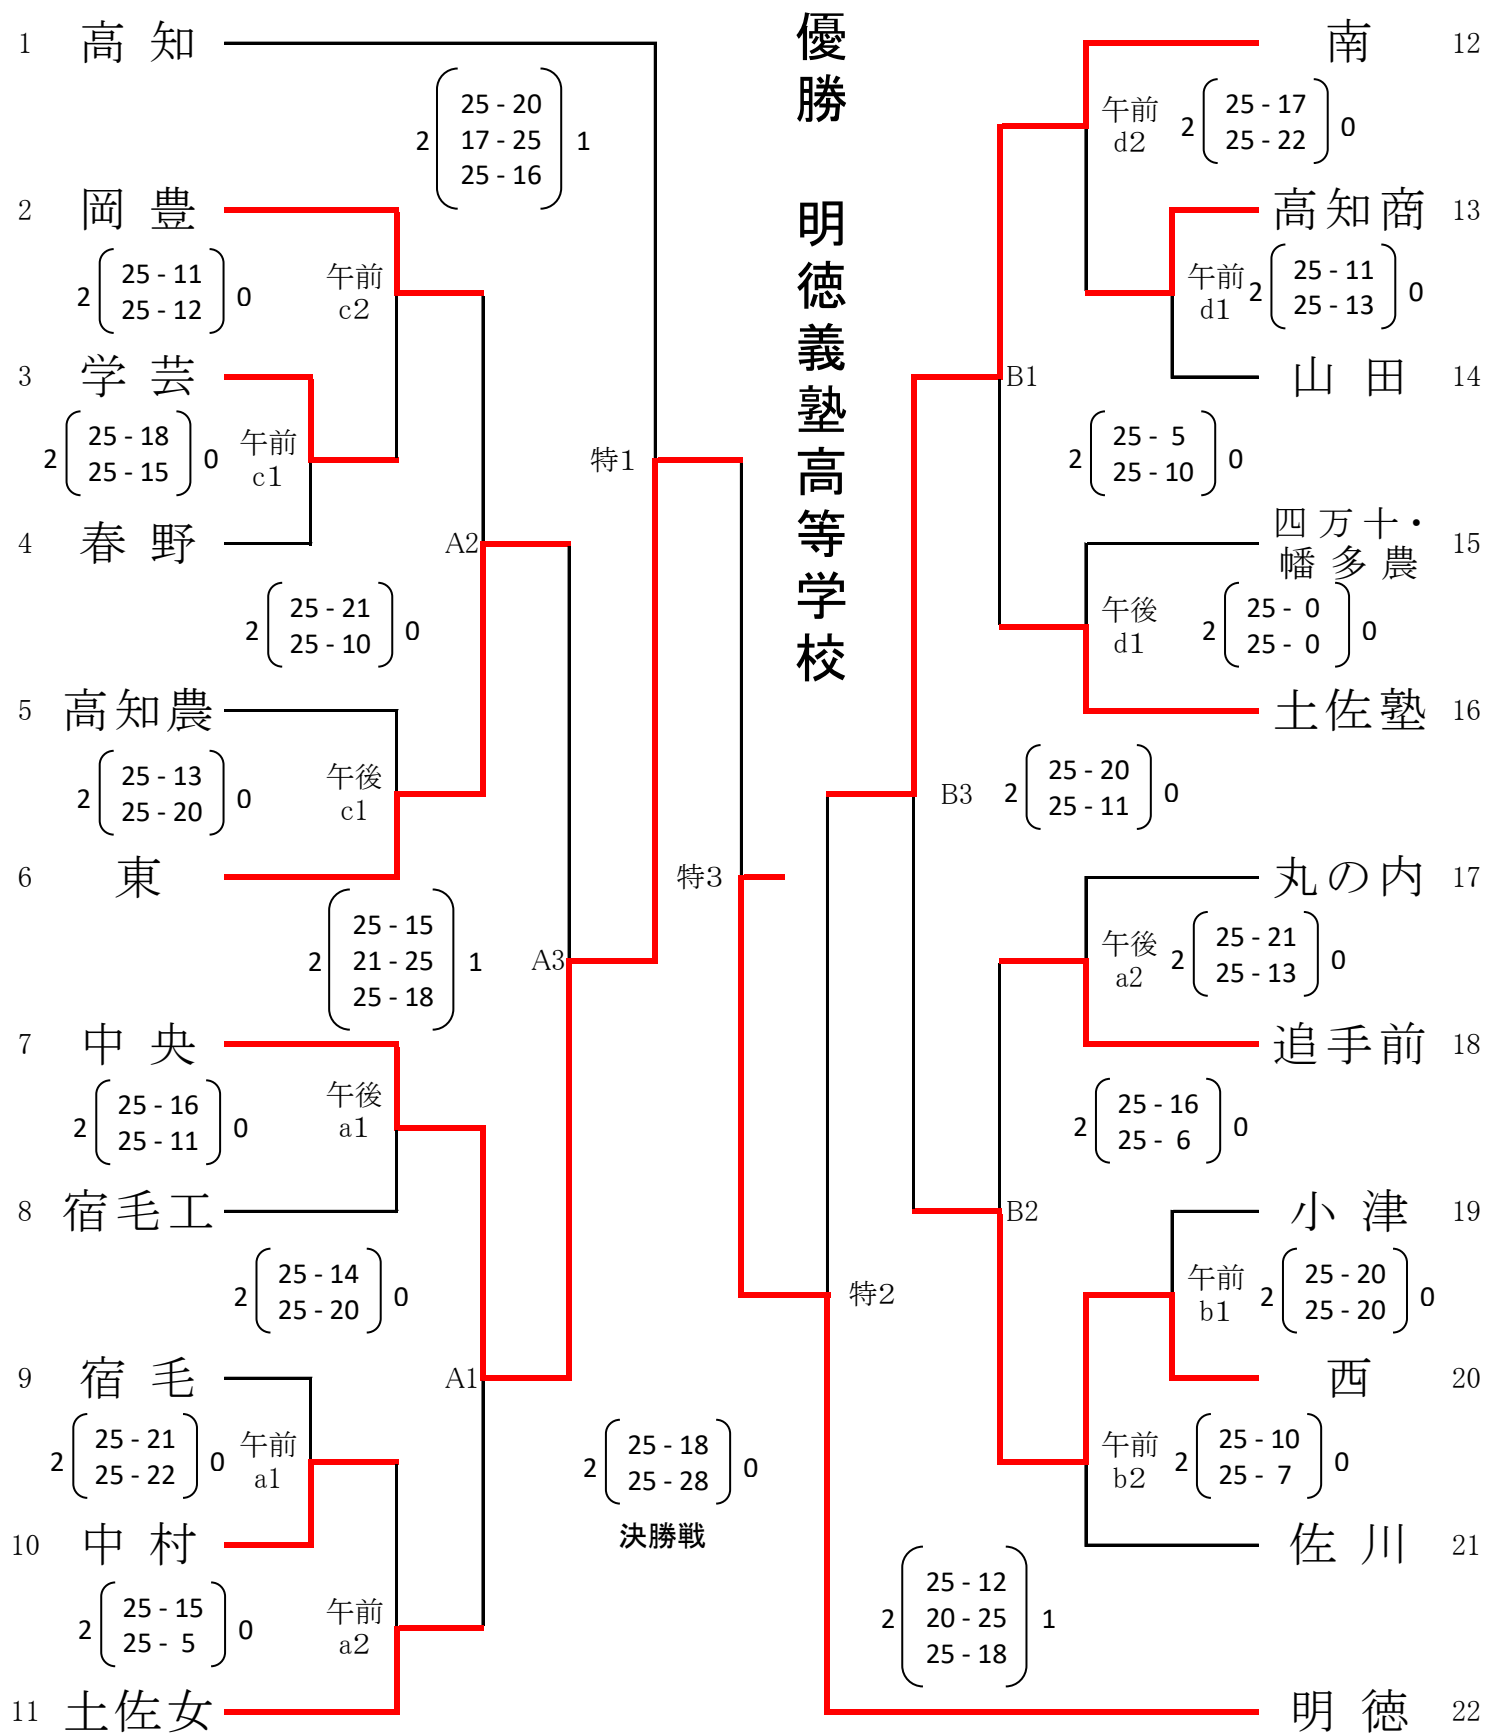 優勝 明徳義塾高等学校
1 高知
2 25 - 20 1
17 - 25
25 - 16
2 岡豊
2 25 - 11 0
25 - 12
午前
c2
3 学芸
2 25 - 18 0
25 - 15
午前
c1
特1
4 春野
A2
2 25 - 21 0
25 - 10
5 高知農
2 25 - 13 0
25 - 20
午後
c1
6 東
特3
2 25 - 15 1
21 - 25
25 - 18
A3
7 中央
2 25 - 16 0
25 - 11
午後
a1
8 宿毛工
2 25 - 14 0
25 - 20
9 宿毛
A1
2 25 - 21 0
25 - 22
午前
a1
10 中村
2 25 - 15 0
25 - 5
午前
a2
11 土佐女
2 25 - 18 0
25 - 28
決勝戦
南 12
午前
d2
2 25 - 17 0
25 - 22
高知商 13
午前
d1
2 25 - 11 0
25 - 13
B1
山田 14
2 25 - 5 0
25 - 10
四万十・
幡多農 15
午後
d1
2 25 - 0 0
25 - 0
土佐塾 16
B3
2 25 - 20 0
25 - 11
丸の内 17
午後
a2
2 25 - 21 0
25 - 13
追手前 18
2 25 - 16 0
25 - 6
B2
小津 19
特2
午前
b1
2 25 - 20 0
25 - 20
西 20
午前
b2
2 25 - 10 0
25 - 7
佐川 21
2 25 - 12 1
20 - 25
25 - 18
明徳 22